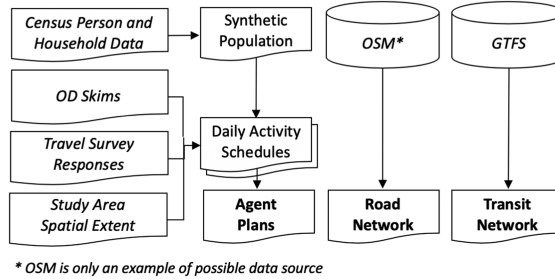 Census Person and
Household Data
Synthetic
Population
OSM*
GTFS
OD Skims
Travel Survey
Responses
Daily Activity
Schedules
Study Area
Spatial Extent
Agent
Plans
Road
Network
Transit
Network
* OSM is only an example of possible data source